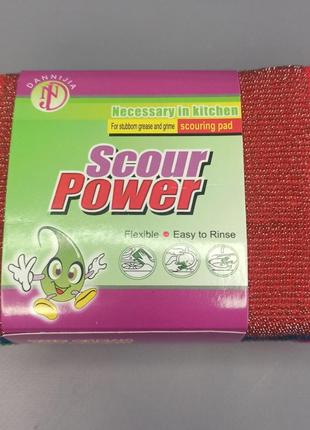 DANNIJIA
Necessary in kitchen
For stubborn grease and grime scouring pad
Scour
Power
Flexible • Easy to Rinse